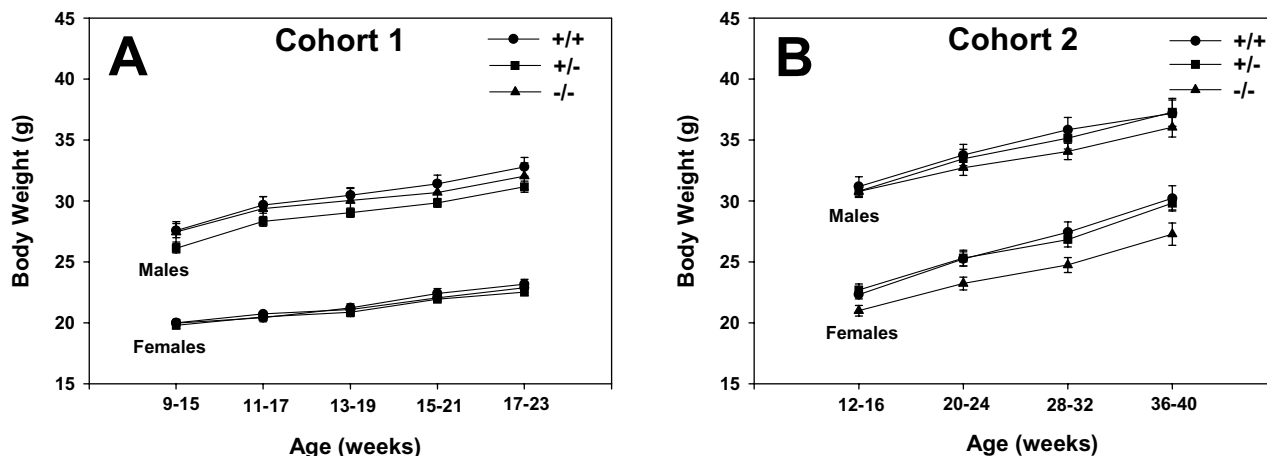 A
Cohort 1
+/+
+/-
-/-
45
40
35
30
25
20
15
Body Weight (g)
Males
Females
9-15
11-17
13-19
15-21
17-23
Age (weeks)
B
Cohort 2
+/+
+/-
-/-
45
40
35
30
25
20
15
Body Weight (g)
Males
Females
12-16
20-24
28-32
36-40
Age (weeks)